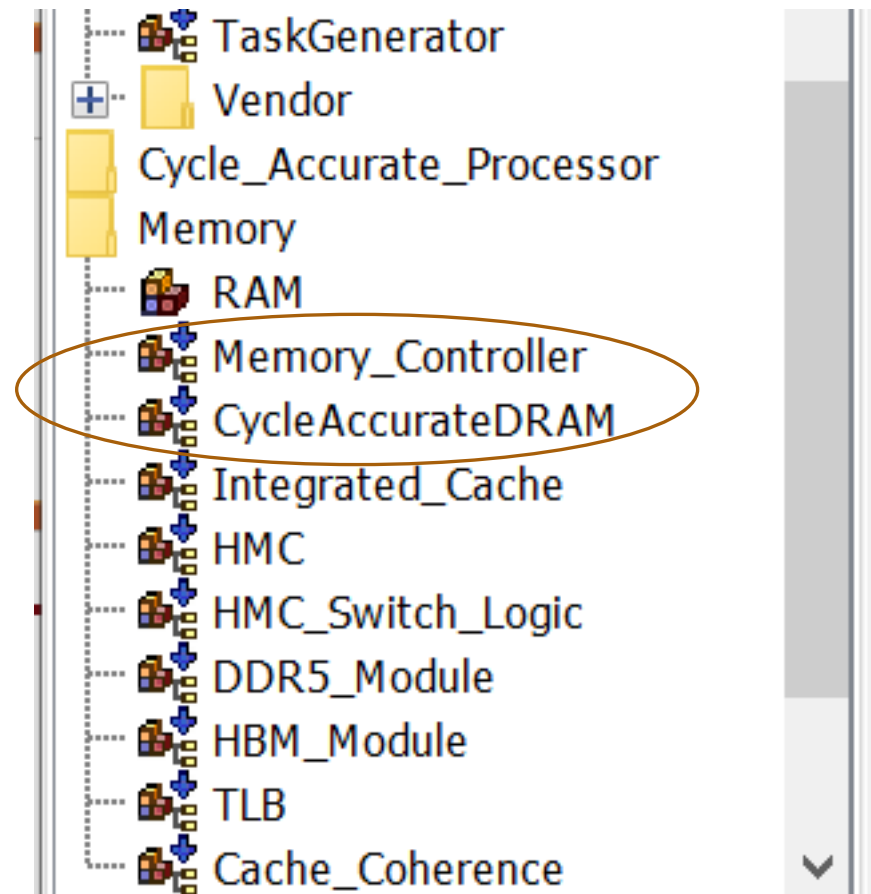 TaskGenerator
Vendor
Cycle_Accurate_Processor
Memory
RAM
Memory_Controller
CycleAccurateDRAM
Integrated_Cache
HMC
HMC_Switch_Logic
DDR5_Module
HBM_Module
TLB
Cache_Coherence